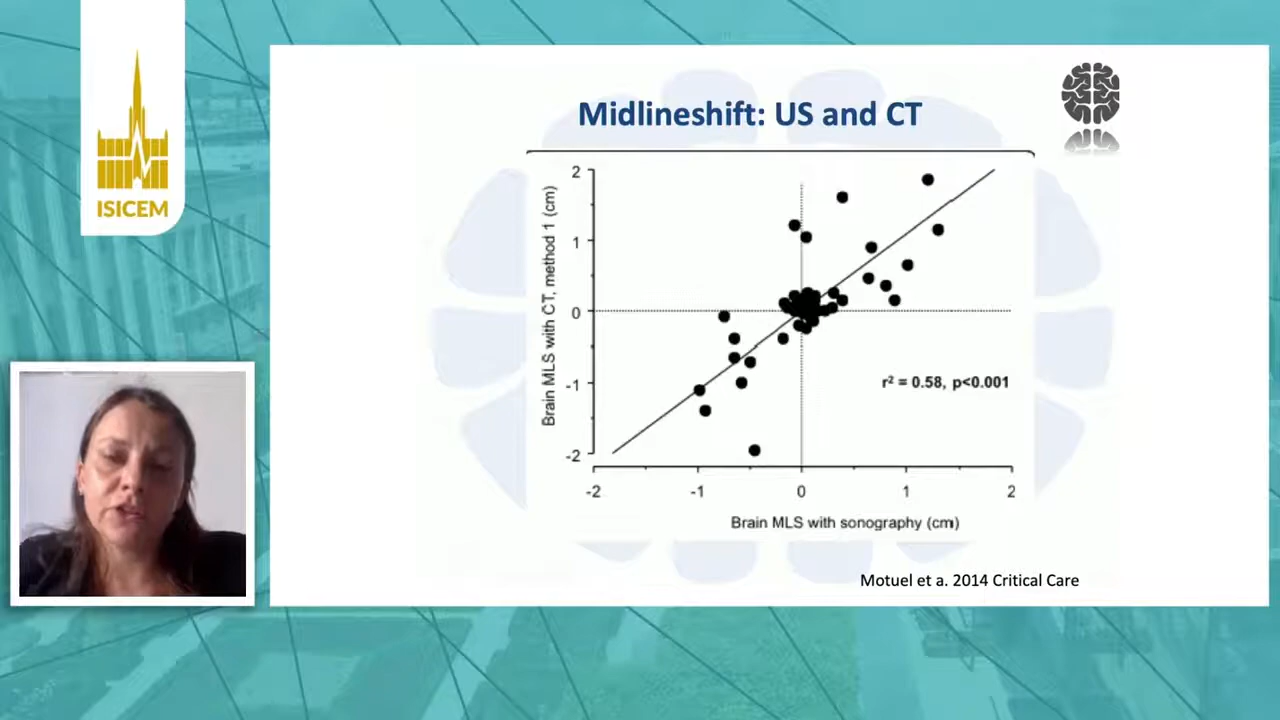 ISICEM
Midlineshift: US and CT
Brain MLS with CT, method 1 (cm)
2
1
0
-1
-2
r² = 0.58, p<0.001
-2
-1
0
1
2
Brain MLS with sonography (cm)
Motuel et a. 2014 Critical Care